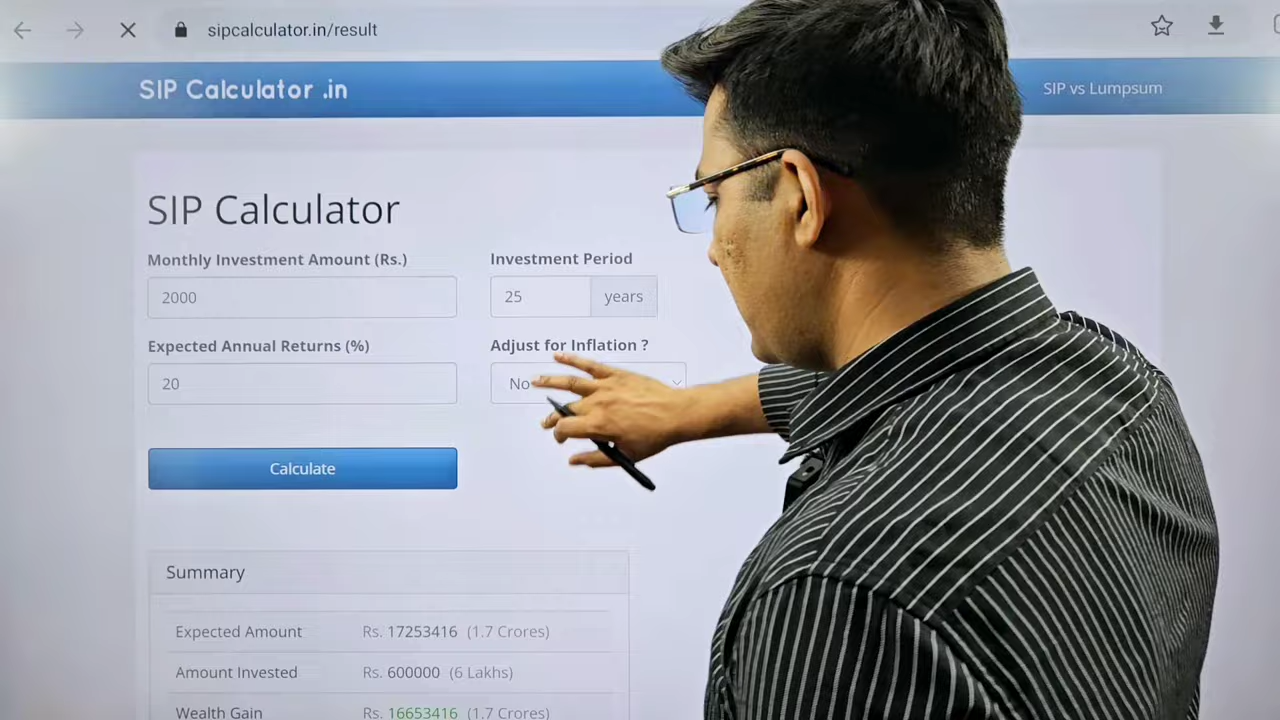 sipcalculator.in/result
SIP Calculator .in
SIP vs Lumpsum
SIP Calculator
Monthly Investment Amount (Rs.)
Investment Period
2000
25 years
Expected Annual Returns (%)
Adjust for Inflation ?
20
No
Calculate
Summary
Expected Amount Rs. 17253416 (1.7 Crores)
Amount Invested Rs. 600000 (6 Lakhs)
Wealth Gain Rs. 16653416 (1.7 Crores)